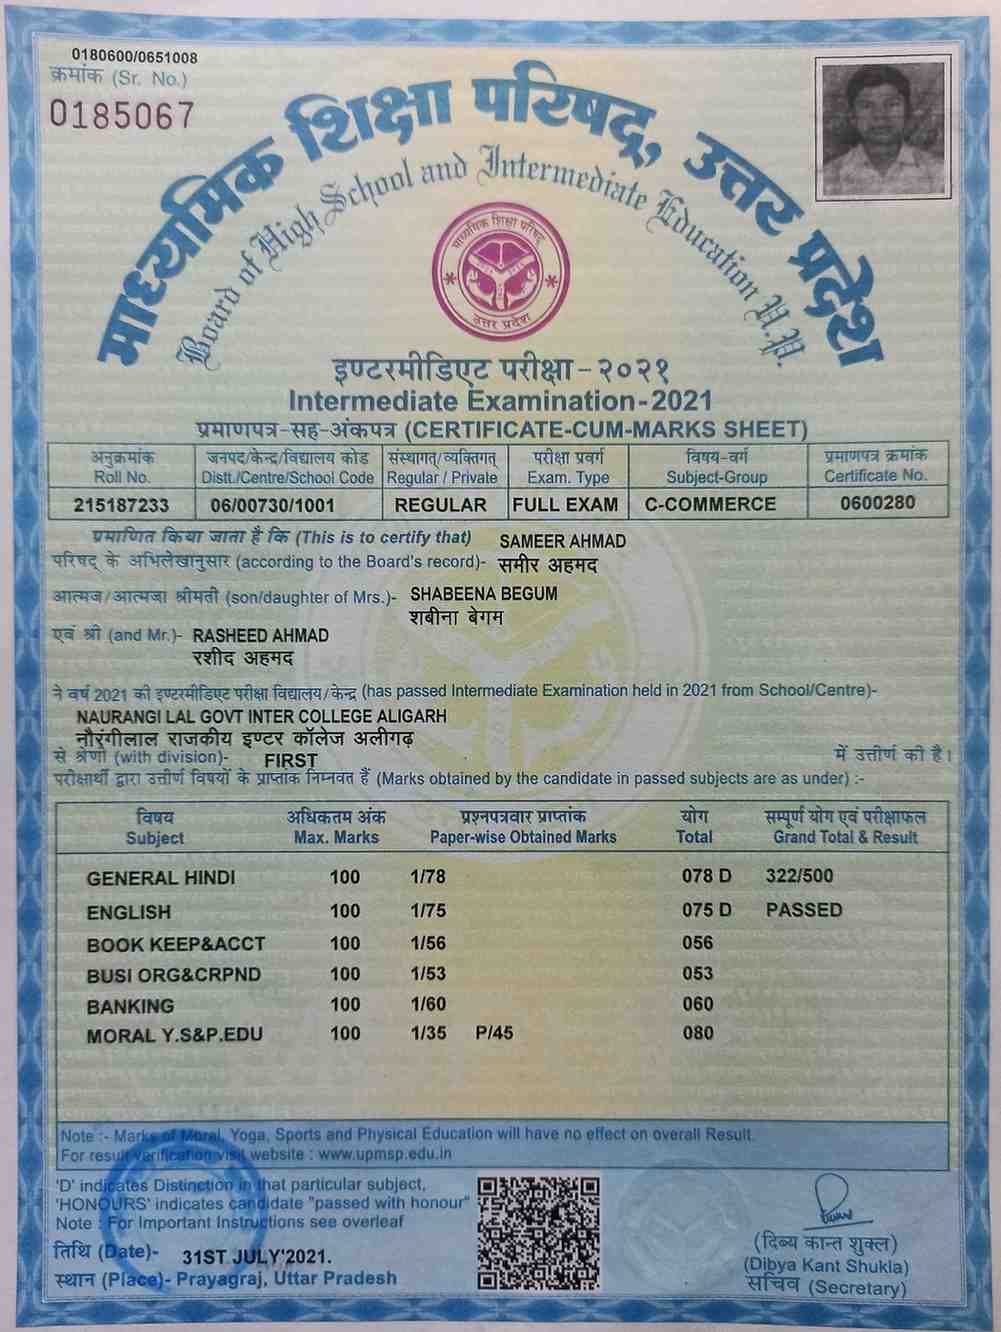 0180600/0651008
क्रमांक (Sr. No.)
0185067
माध्यमिक शिक्षा परिषद्, उत्तर प्रदेश
Board of High School and Intermediate Education U.P.
माध्यमिक शिक्षा परिषद्
उत्तर प्रदेश
इण्टरमीडिएट परीक्षा - २०२१
Intermediate Examination - 2021
प्रमाणपत्र-सह-अंकपत्र (CERTIFICATE-CUM-MARKS SHEET)
अनुक्रमांक जनपद/केन्द्र/विद्यालय कोड संस्थागत्/व्यक्तिगत् परीक्षा प्रवर्ग विषय-वर्ग प्रमाणपत्र क्रमांक
Roll No. Distt./Centre/School Code Regular / Private Exam. Type Subject-Group Certificate No.
215187233 06/00730/1001 REGULAR FULL EXAM C-COMMERCE 0600280
प्रमाणित किया जाता है कि (This is to certify that) SAMEER AHMAD
परिषद् के अभिलेखानुसार (according to the Board's record)- समीर अहमद
आत्मज/आत्मजा श्रीमती (son/daughter of Mrs.)- SHABEENA BEGUM
शबीना बेगम
एवं श्री (and Mr.)- RASHEED AHMAD
रशीद अहमद
ने वर्ष 2021 की इण्टरमीडिएट परीक्षा विद्यालय/केन्द्र (has passed Intermediate Examination held in 2021 from School/Centre)-
NAURANGI LAL GOVT INTER COLLEGE ALIGARH
नौरंगीलाल राजकीय इण्टर कॉलेज अलीगढ़
से श्रेणी (with division)- FIRST में उत्तीर्ण की है।
परीक्षार्थी द्वारा उत्तीर्ण विषयों के प्राप्तांक निम्नवत हैं (Marks obtained by the candidate in passed subjects are as under) :-
विषय अधिकतम अंक प्रश्नपत्रवार प्राप्तांक योग सम्पूर्ण योग एवं परीक्षाफल
Subject Max. Marks Paper-wise Obtained Marks Total Grand Total & Result
GENERAL HINDI 100 1/78 078 D 322/500
ENGLISH 100 1/75 075 D PASSED
BOOK KEEP&ACCT 100 1/56 056
BUSI ORG&CRPND 100 1/53 053
BANKING 100 1/60 060
MORAL Y.S&P.EDU 100 1/35 P/45 080
Note :- Marks of Moral, Yoga, Sports and Physical Education will have no effect on overall Result.
For result verification visit website : www.upmsp.edu.in
'D' indicates Distinction in that particular subject,
'HONOURS' indicates candidate "passed with honour"
Note : For Important Instructions see overleaf
तिथि (Date)- 31ST JULY'2021.
स्थान (Place)- Prayagraj, Uttar Pradesh
(दिव्य कान्त शुक्ल)
(Dibya Kant Shukla)
सचिव (Secretary)